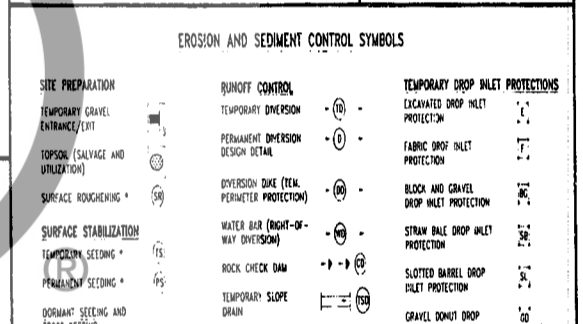 EROSION AND SEDIMENT CONTROL SYMBOLS
SITE PREPARATION
TEMPORARY GRAVEL
ENTRANCE/EXIT
TOPSOIL (SALVAGE AND
UTILIZATION)
SURFACE ROUGHENING * SR
SURFACE STABILIZATION
TEMPORARY SEEDING * TS
PERMANENT SEEDING * PS
DORMANT SEEDING AND
RUNOFF CONTROL
TEMPORARY DIVERSION - TD -
PERMANENT DIVERSION - D -
DESIGN DETAIL
DIVERSION DIKE (TEM. - DD -
PERIMETER PROTECTION)
WATER BAR (RIGHT-OF- - WD -
WAY DIVERSION)
ROCK CHECK DAM CD
TEMPORARY SLOPE TSD
DRAIN
TEMPORARY DROP INLET PROTECTIONS
EXCAVATED DROP INLET E
PROTECTION
FABRIC DROP INLET F
PROTECTION
BLOCK AND GRAVEL BG
DROP INLET PROTECTION
STRAW BALE DROP INLET SB
PROTECTION
SLOTTED BARREL DROP SL
INLET PROTECTION
GRAVEL DONUT DROP GD
®